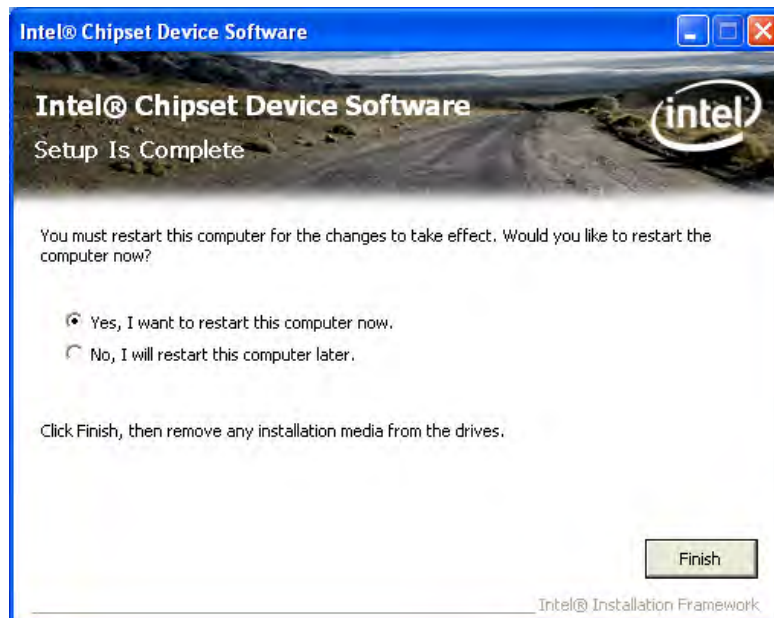 Intel® Chipset Device Software
Intel® Chipset Device Software
intel
Setup Is Complete
You must restart this computer for the changes to take effect. Would you like to restart the
computer now?
Yes, I want to restart this computer now.
No, I will restart this computer later.
Click Finish, then remove any installation media from the drives.
Finish
Intel® Installation Framework